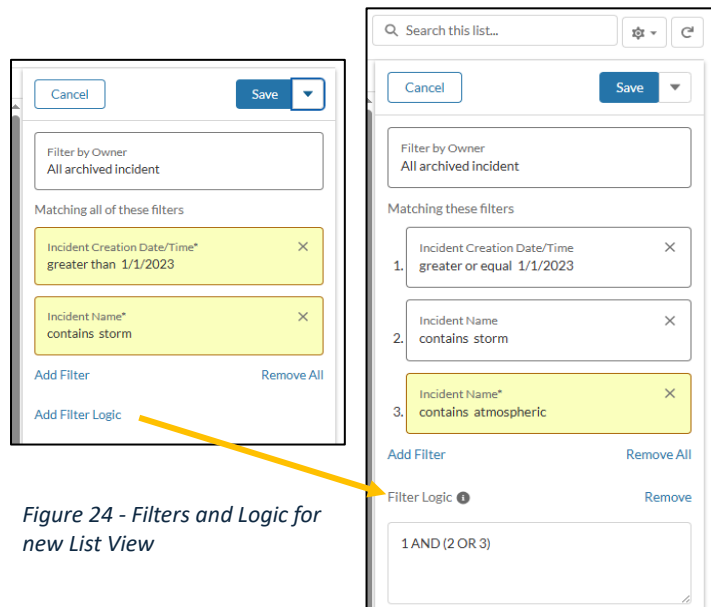 Cancel
Save
Filter by Owner
All archived incident
Matching all of these filters
Incident Creation Date/Time*
greater than 1/1/2023
Incident Name*
contains storm
Add Filter
Remove All
Add Filter Logic
Figure 24 - Filters and Logic for
new List View
Search this list...
Cancel
Save
Filter by Owner
All archived incident
Matching these filters
1.
Incident Creation Date/Time
greater or equal 1/1/2023
2.
Incident Name
contains storm
3.
Incident Name*
contains atmospheric
Add Filter
Remove All
Filter Logic
Remove
1 AND (2 OR 3)